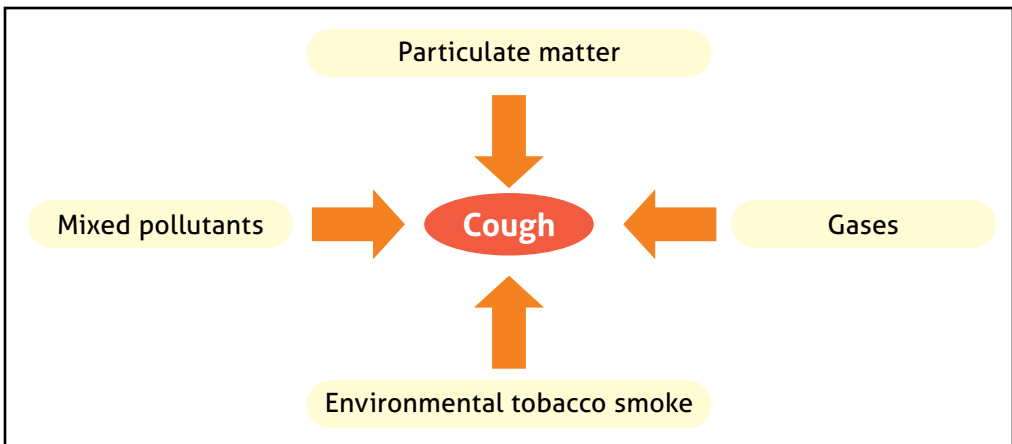 Particulate matter
Mixed pollutants
Cough
Gases
Environmental tobacco smoke